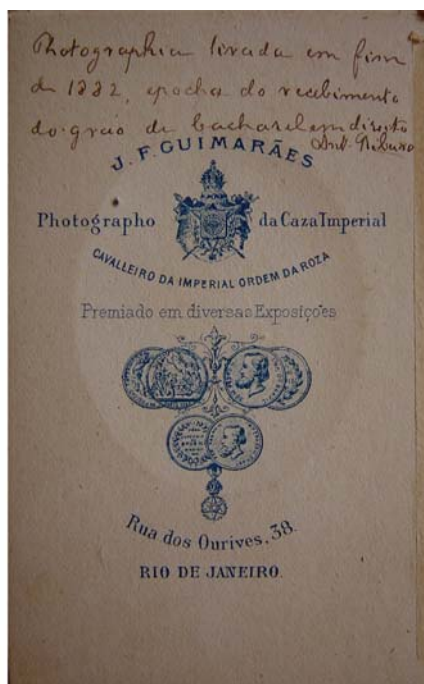 Photographia tirada em fim
de 1882, epocha do recebimento
do gráo de bacharel em direito
J. F. GUIMARÃES
Photographo da Caza Imperial
CAVALLEIRO DA IMPERIAL ORDEM DA ROZA
Premiado em diversas Exposições
Rua dos Ourives, 38.
RIO DE JANEIRO.